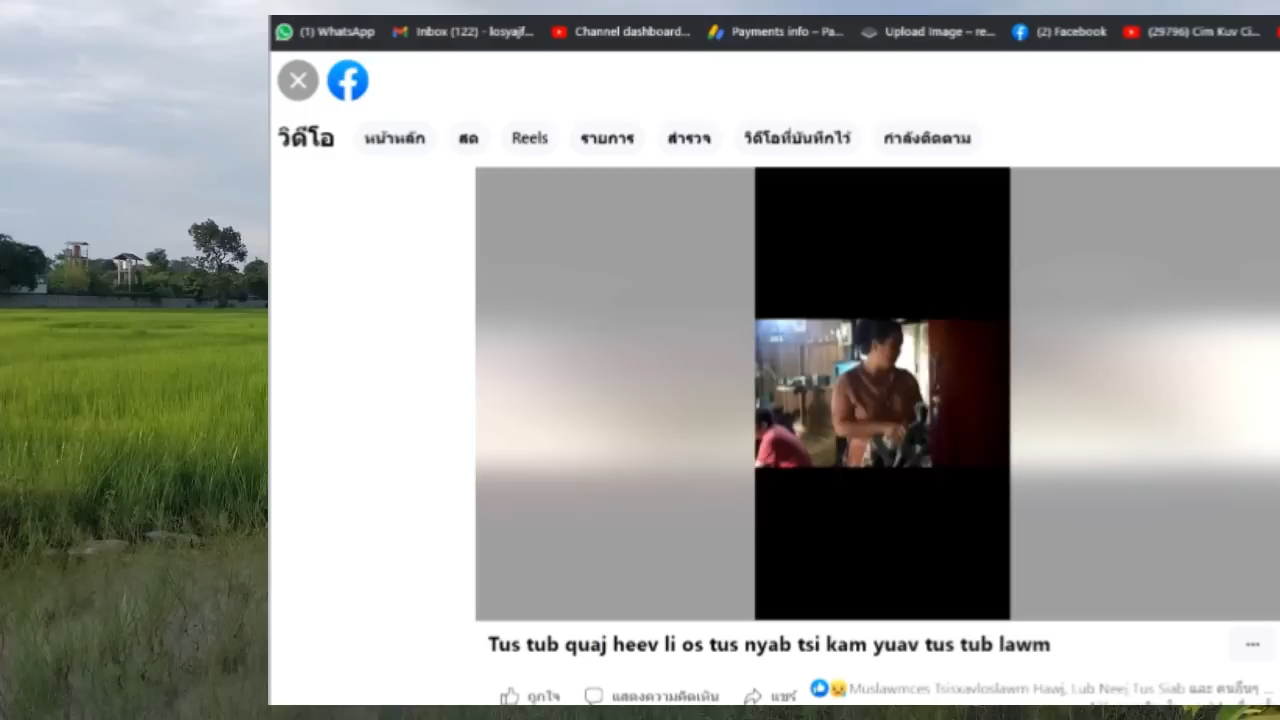 (1) WhatsApp Inbox (122) - losyajf... Channel dashboard... Payments info – Pa... Upload Image – re... (2) Facebook (29796) Cim Kuv Ci...
วิดีโอ หน้าหลัก สด Reels รายการ สำรวจ วิดีโอที่บันทึกไว้ กำลังติดตาม
Tus tub quaj heev li os tus nyab tsi kam yuav tus tub lawm
ถูกใจ แสดงความคิดเห็น แชร์ Muslawmces Tsisxavloslawm Hawj, Lub Neej Tus Siab และ คนอื่นๆ ...